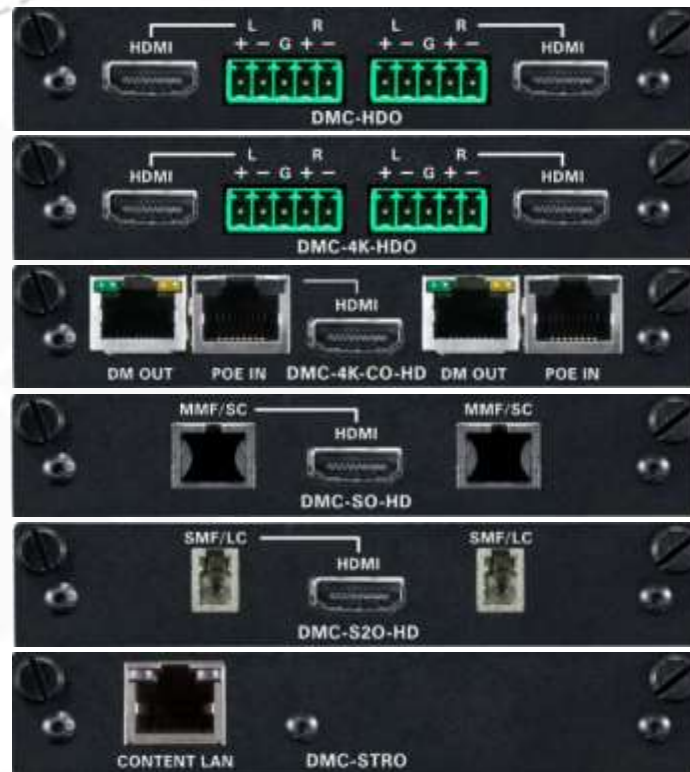 L R L R
HDMI + − G + − + − G + − HDMI
DMC-HDO
L R L R
HDMI + − G + − + − G + − HDMI
DMC-4K-HDO
HDMI
DM OUT POE IN DMC-4K-CO-HD DM OUT POE IN
MMF/SC MMF/SC
HDMI
DMC-SO-HD
SMF/LC SMF/LC
HDMI
DMC-S2O-HD
CONTENT LAN DMC-STRO